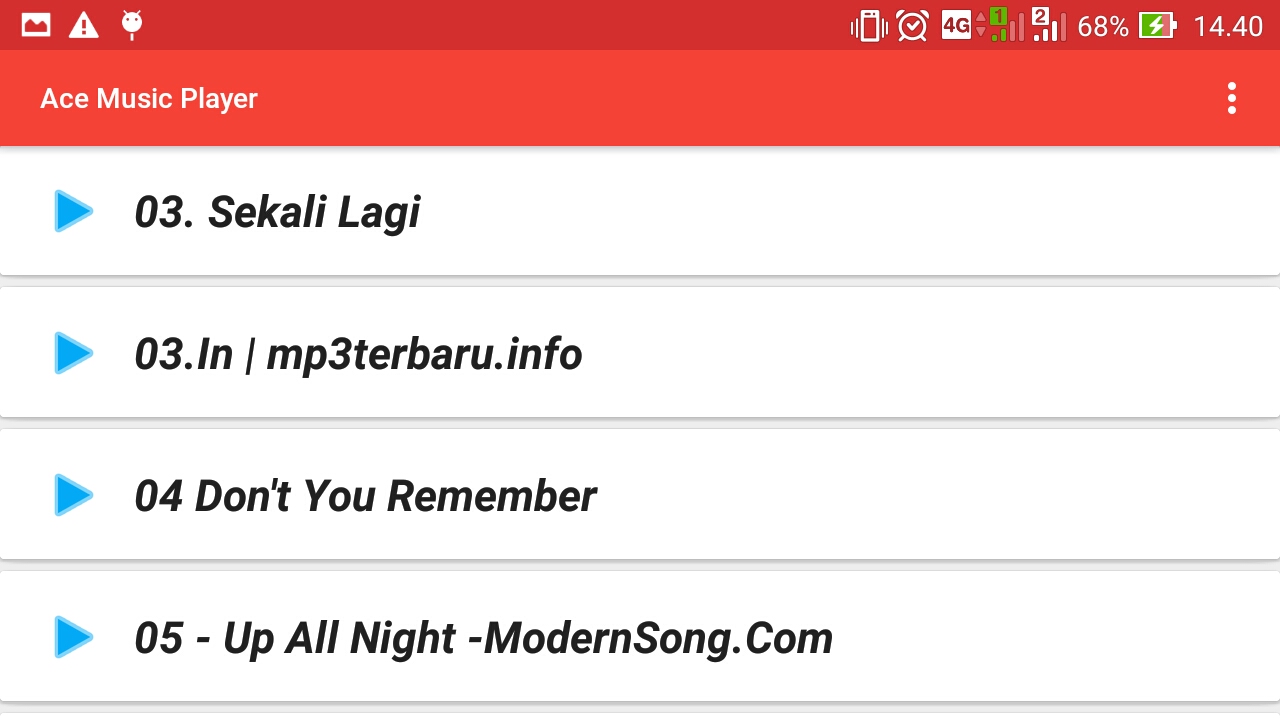 4G 1 2 68% 14.40
Ace Music Player
03. Sekali Lagi
03.In | mp3terbaru.info
04 Don't You Remember
05 - Up All Night -ModernSong.Com